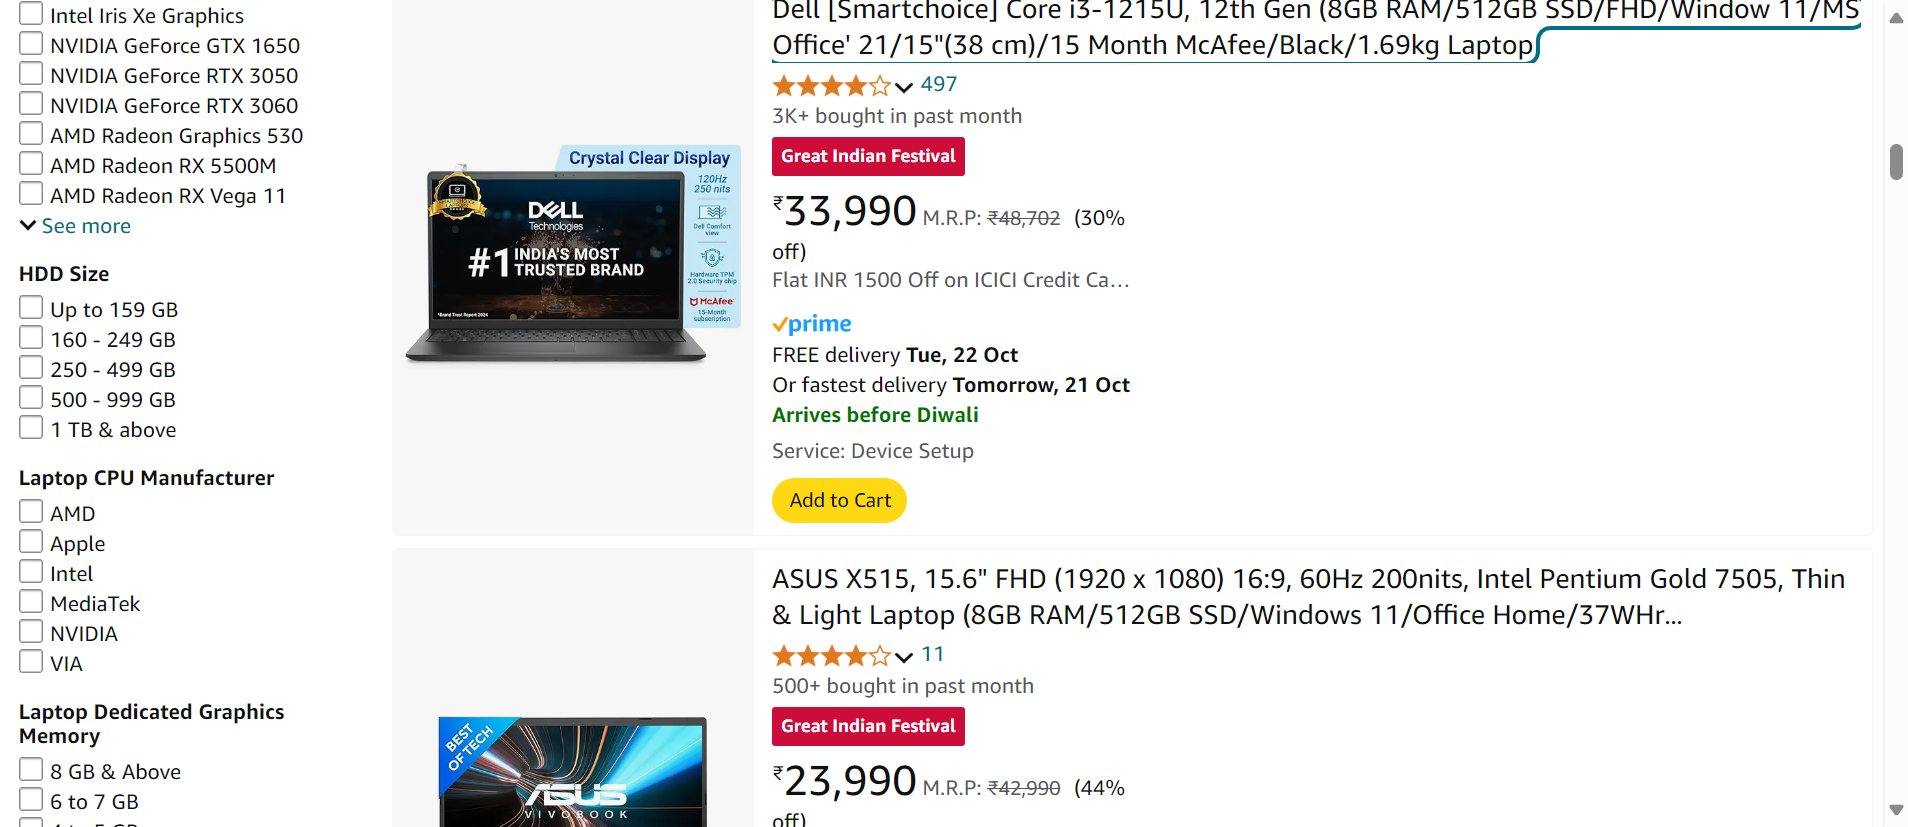 Intel Iris Xe Graphics
NVIDIA GeForce GTX 1650
NVIDIA GeForce RTX 3050
NVIDIA GeForce RTX 3060
AMD Radeon Graphics 530
AMD Radeon RX 5500M
AMD Radeon RX Vega 11
See more
HDD Size
Up to 159 GB
160 - 249 GB
250 - 499 GB
500 - 999 GB
1 TB & above
Laptop CPU Manufacturer
AMD
Apple
Intel
MediaTek
NVIDIA
VIA
Laptop Dedicated Graphics
Memory
8 GB & Above
6 to 7 GB
Crystal Clear Display
120Hz
250 nits
Dell Comfort
view
Hardware TPM
2.0 Security chip
McAfee
15-Month
subscription
DELL
Technologies
#1 INDIA'S MOST
TRUSTED BRAND
*Brand Trust Report 2024
Dell [Smartchoice] Core i3-1215U, 12th Gen (8GB RAM/512GB SSD/FHD/Window 11/MS
Office' 21/15"(38 cm)/15 Month McAfee/Black/1.69kg Laptop
497
3K+ bought in past month
Great Indian Festival
₹33,990 M.R.P: ₹48,702 (30%
off)
Flat INR 1500 Off on ICICI Credit Ca…
prime
FREE delivery Tue, 22 Oct
Or fastest delivery Tomorrow, 21 Oct
Arrives before Diwali
Service: Device Setup
Add to Cart
BEST
OF TECH
ASUS
VIVOBOOK
ASUS X515, 15.6" FHD (1920 x 1080) 16:9, 60Hz 200nits, Intel Pentium Gold 7505, Thin
& Light Laptop (8GB RAM/512GB SSD/Windows 11/Office Home/37WHr…
11
500+ bought in past month
Great Indian Festival
₹23,990 M.R.P: ₹42,990 (44%
off)